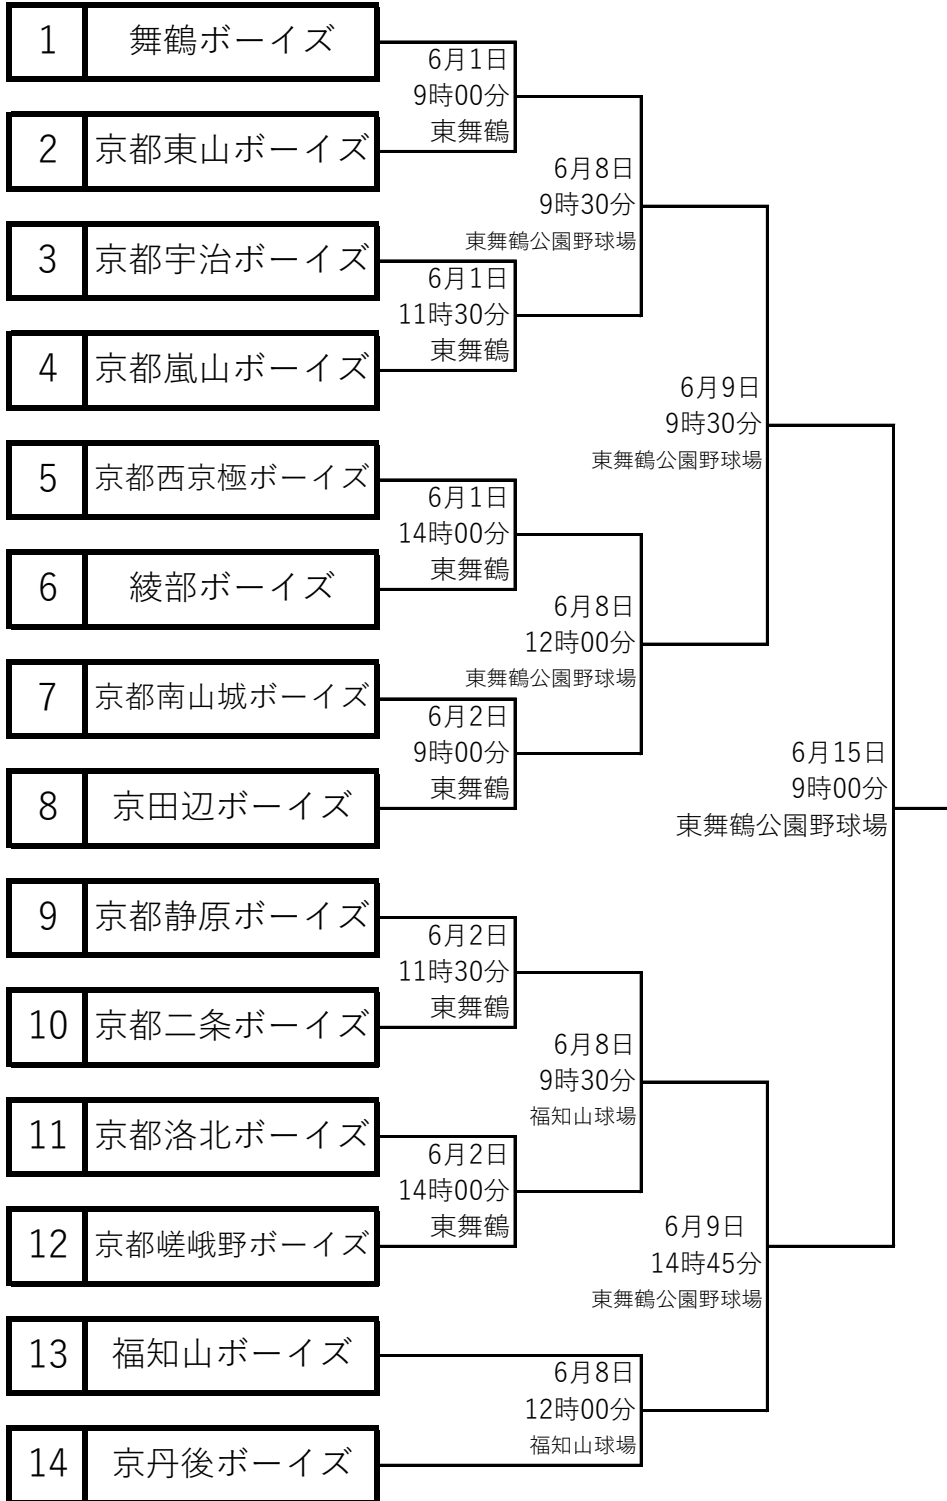 1 舞鶴ボーイズ
6月1日
9時00分
東舞鶴
2 京都東山ボーイズ
6月8日
9時30分
東舞鶴公園野球場
3 京都宇治ボーイズ
6月1日
11時30分
東舞鶴
4 京都嵐山ボーイズ
6月9日
9時30分
東舞鶴公園野球場
5 京都西京極ボーイズ
6月1日
14時00分
東舞鶴
6 綾部ボーイズ
6月8日
12時00分
東舞鶴公園野球場
7 京都南山城ボーイズ
6月2日
9時00分
東舞鶴
6月15日
9時00分
東舞鶴公園野球場
8 京田辺ボーイズ
9 京都静原ボーイズ
6月2日
11時30分
東舞鶴
10 京都二条ボーイズ
6月8日
9時30分
福知山球場
11 京都洛北ボーイズ
6月2日
14時00分
東舞鶴
12 京都嵯峨野ボーイズ
6月9日
14時45分
東舞鶴公園野球場
13 福知山ボーイズ
6月8日
12時00分
福知山球場
14 京丹後ボーイズ